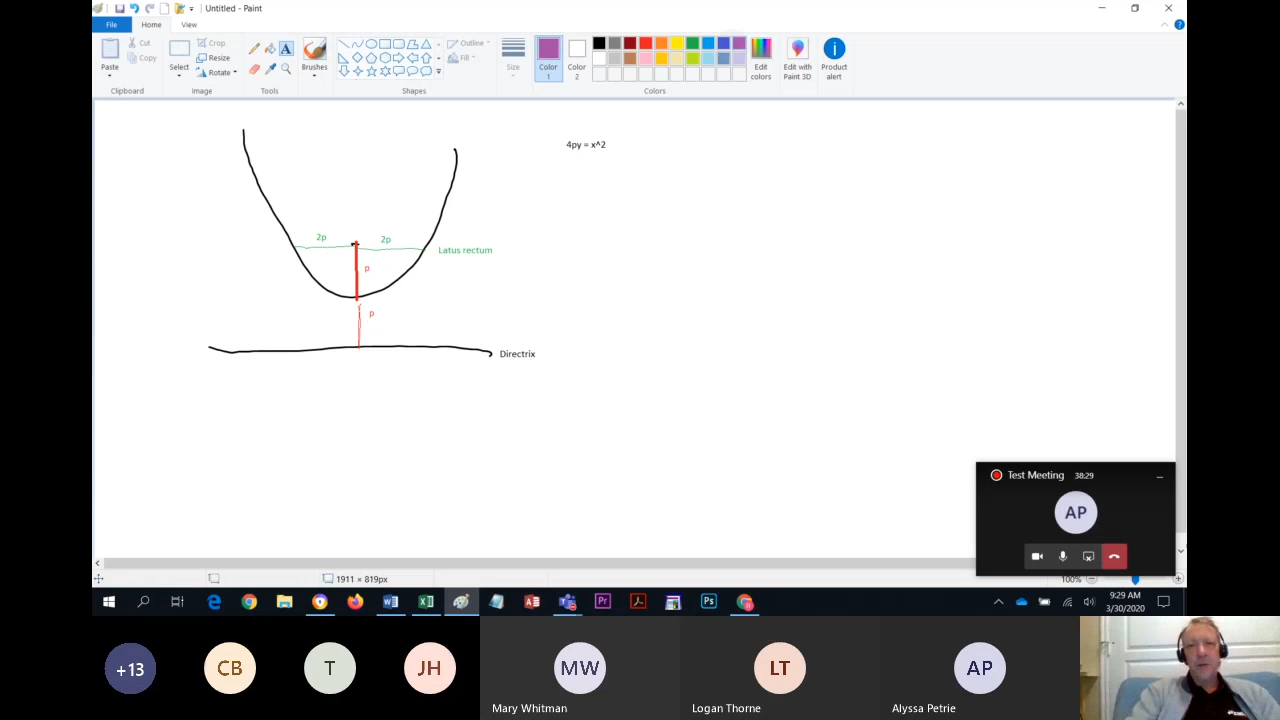 Untitled - Paint
File
Home
View
Paste
Cut
Copy
Clipboard
Select
Crop
Resize
Rotate
Image
A
Tools
Brushes
Outline
Fill
Shapes
Size
Color
1
Color
2
Edit
colors
Colors
Edit with
Paint 3D
Product
alert
4py = x^2
2p
2p
Latus rectum
p
p
Directrix
Test Meeting
38:29
AP
1911 × 819px
100%
9:29 AM
3/30/2020
+13
CB
T
JH
MW
Mary Whitman
LT
Logan Thorne
AP
Alyssa Petrie